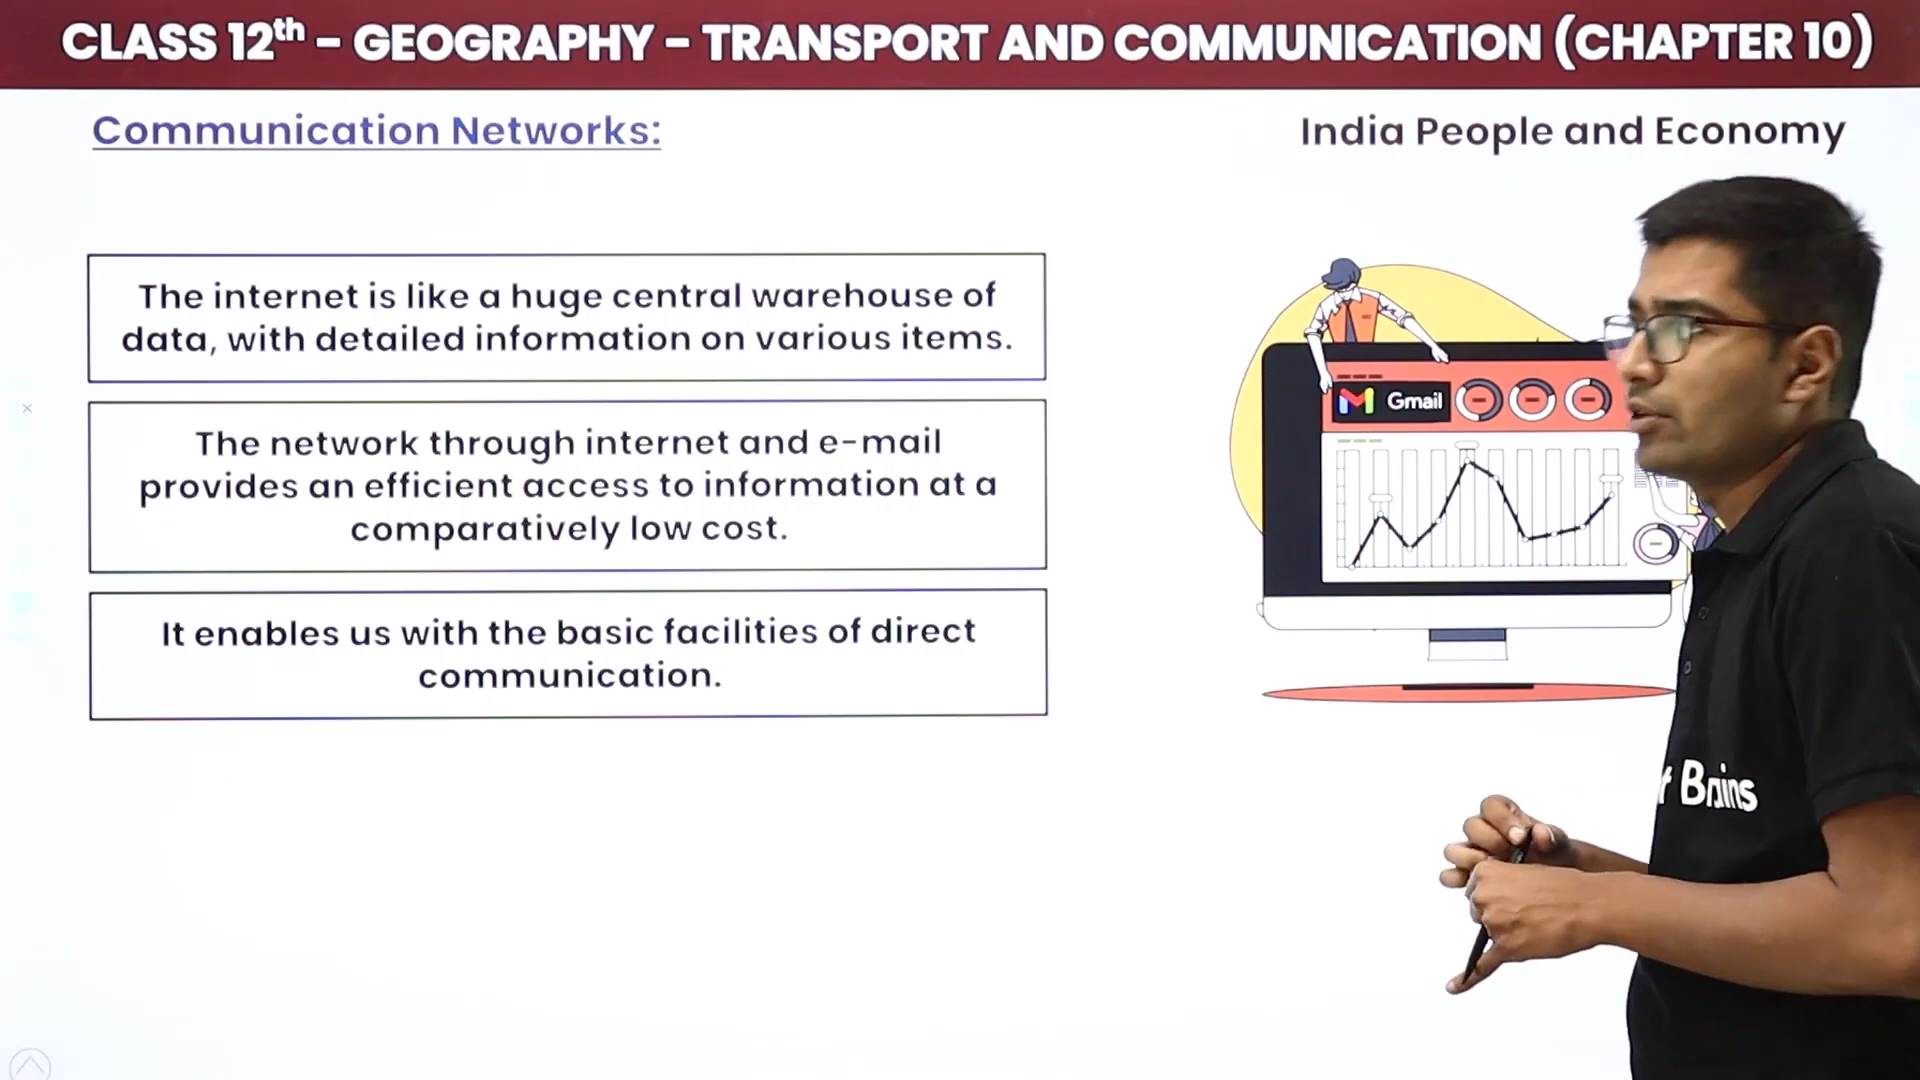 CLASS 12th - GEOGRAPHY - TRANSPORT AND COMMUNICATION (CHAPTER 10)
Communication Networks:
India People and Economy
The internet is like a huge central warehouse of
data, with detailed information on various items.
The network through internet and e-mail
provides an efficient access to information at a
comparatively low cost.
It enables us with the basic facilities of direct
communication.
Gmail
Brains